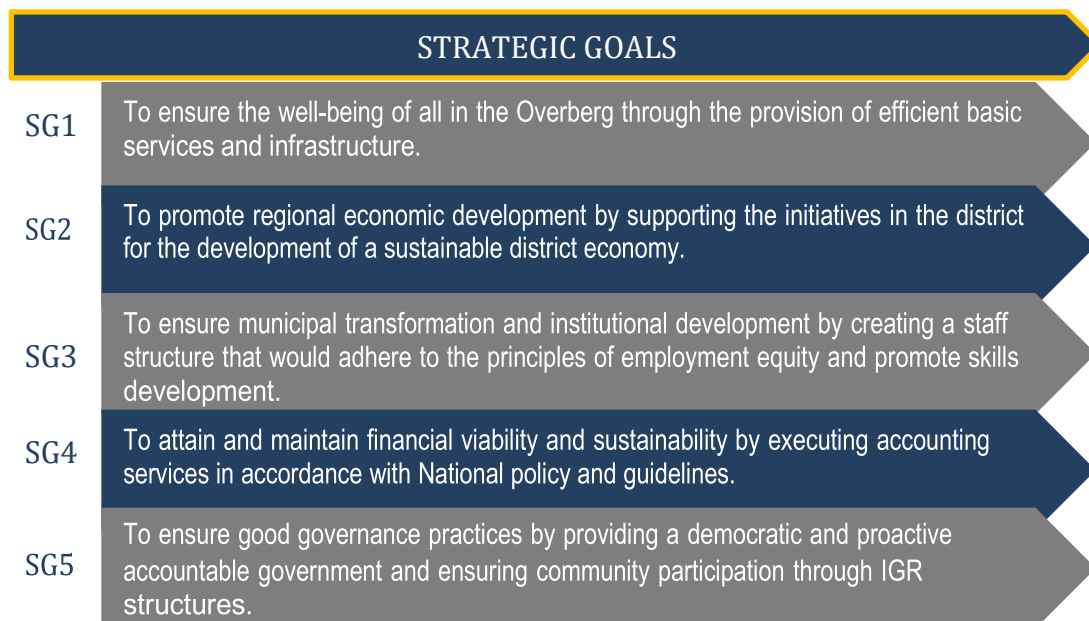 STRATEGIC GOALS
SG1
To ensure the well-being of all in the Overberg through the provision of efficient basic
services and infrastructure.
SG2
To promote regional economic development by supporting the initiatives in the district
for the development of a sustainable district economy.
SG3
To ensure municipal transformation and institutional development by creating a staff
structure that would adhere to the principles of employment equity and promote skills
development.
SG4
To attain and maintain financial viability and sustainability by executing accounting
services in accordance with National policy and guidelines.
SG5
To ensure good governance practices by providing a democratic and proactive
accountable government and ensuring community participation through IGR
structures.